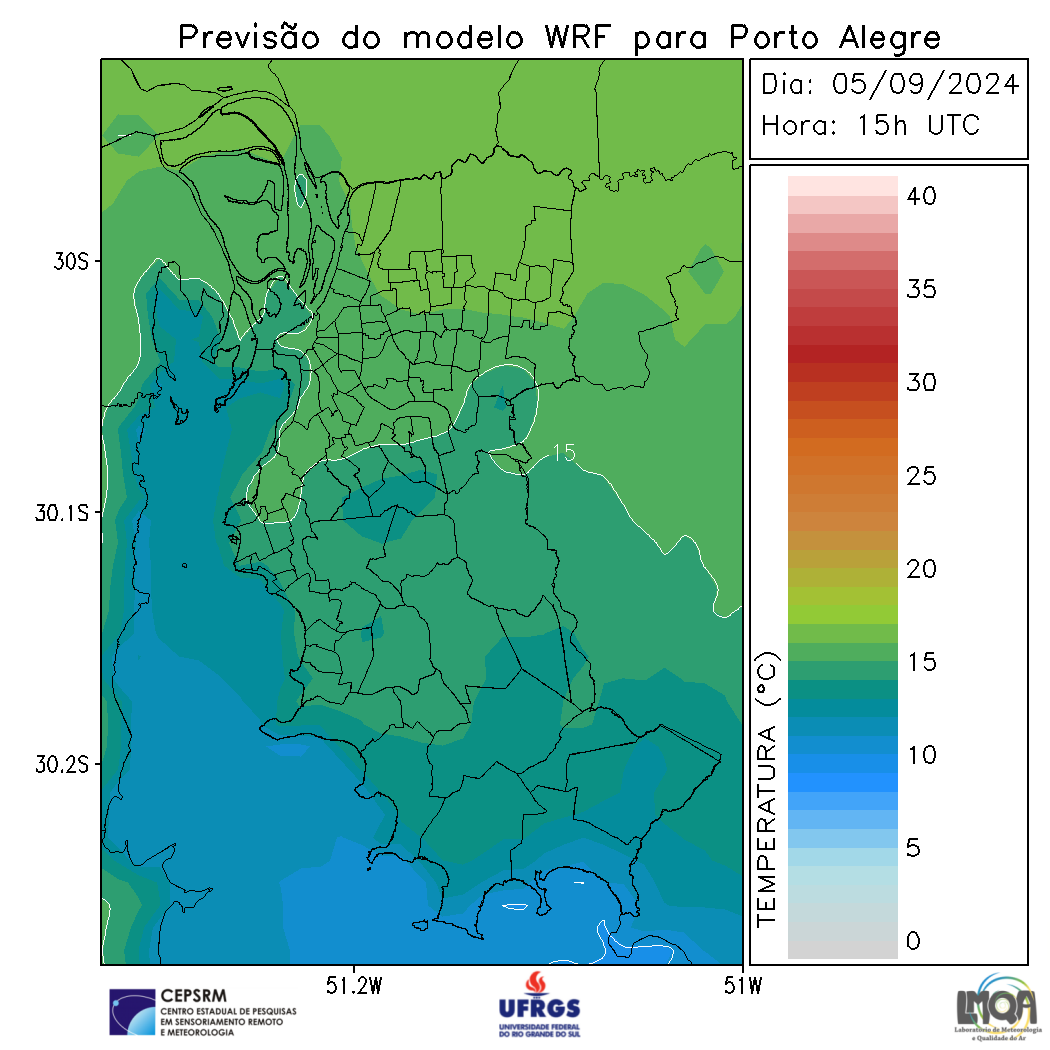 Previsão do modelo WRF para Porto Alegre
Dia: 05/09/2024
Hora: 15h UTC
40
35
30
25
20
15
10
5
0
TEMPERATURA (°C)
30S
30.1S
30.2S
15
51.2W
51W
CEPSRM
CENTRO ESTADUAL DE PESQUISAS
EM SENSORIAMENTO REMOTO
E METEOROLOGIA
UFRGS
UNIVERSIDADE FEDERAL
DO RIO GRANDE DO SUL
LMQA
Laboratório de Meteorologia
e Qualidade do Ar